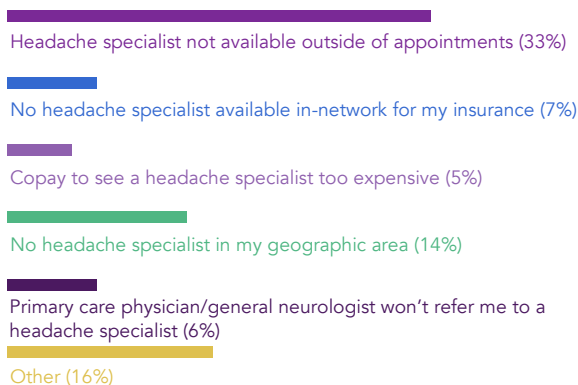 Headache specialist not available outside of appointments (33%)
No headache specialist available in-network for my insurance (7%)
Copay to see a headache specialist too expensive (5%)
No headache specialist in my geographic area (14%)
Primary care physician/general neurologist won’t refer me to a
headache specialist (6%)
Other (16%)